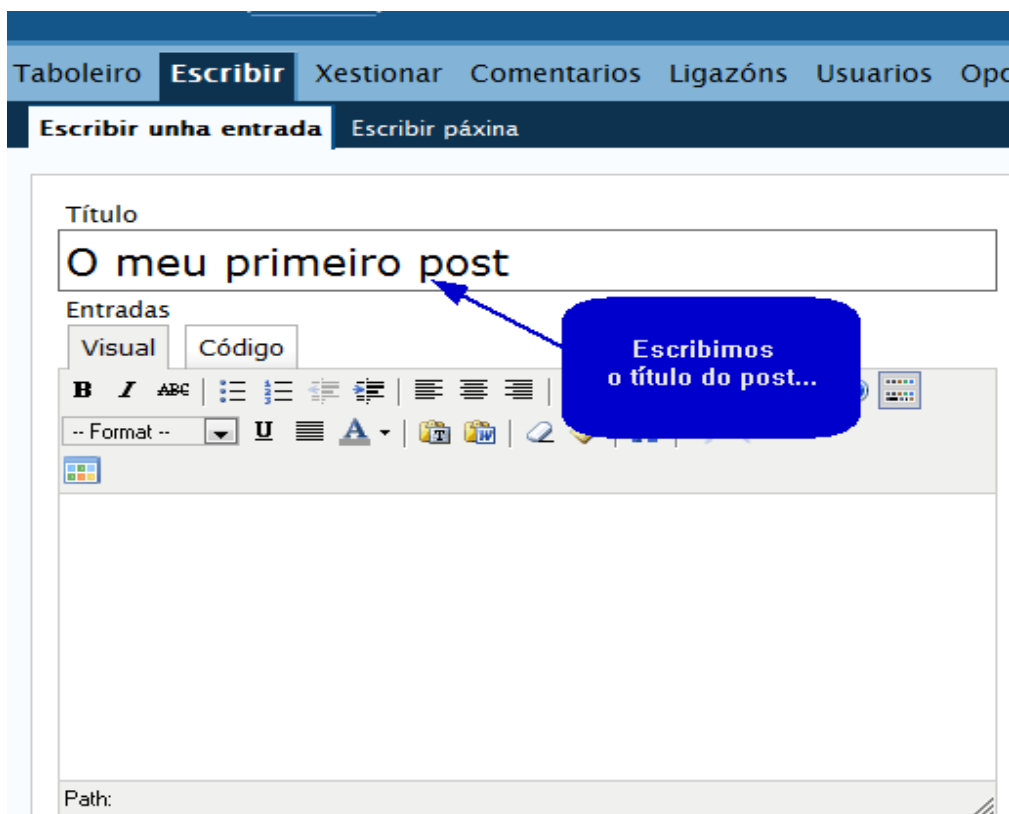 Taboleiro Escribir Xestionar Comentarios Ligazóns Usuarios
Escribir unha entrada Escribir páxina
Título
O meu primeiro post
Entradas
Visual Código
Escribimos
o título do post...
B I ABC
-- Format -- U A T W
Path: